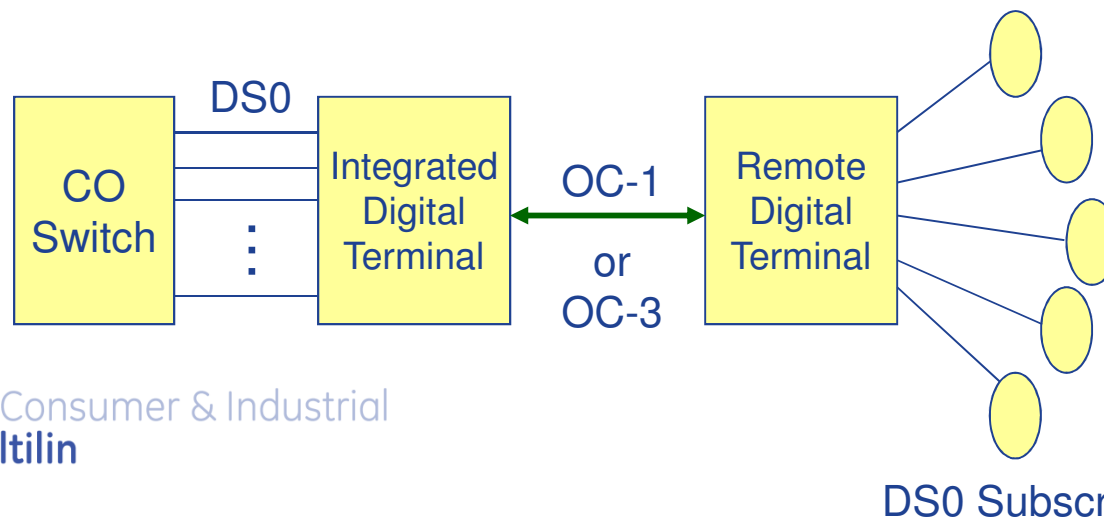 DS0
CO
Switch
Integrated
Digital
Terminal
OC-1
or
OC-3
Remote
Digital
Terminal
Consumer & Industrial
ltilin
DS0 Subscr